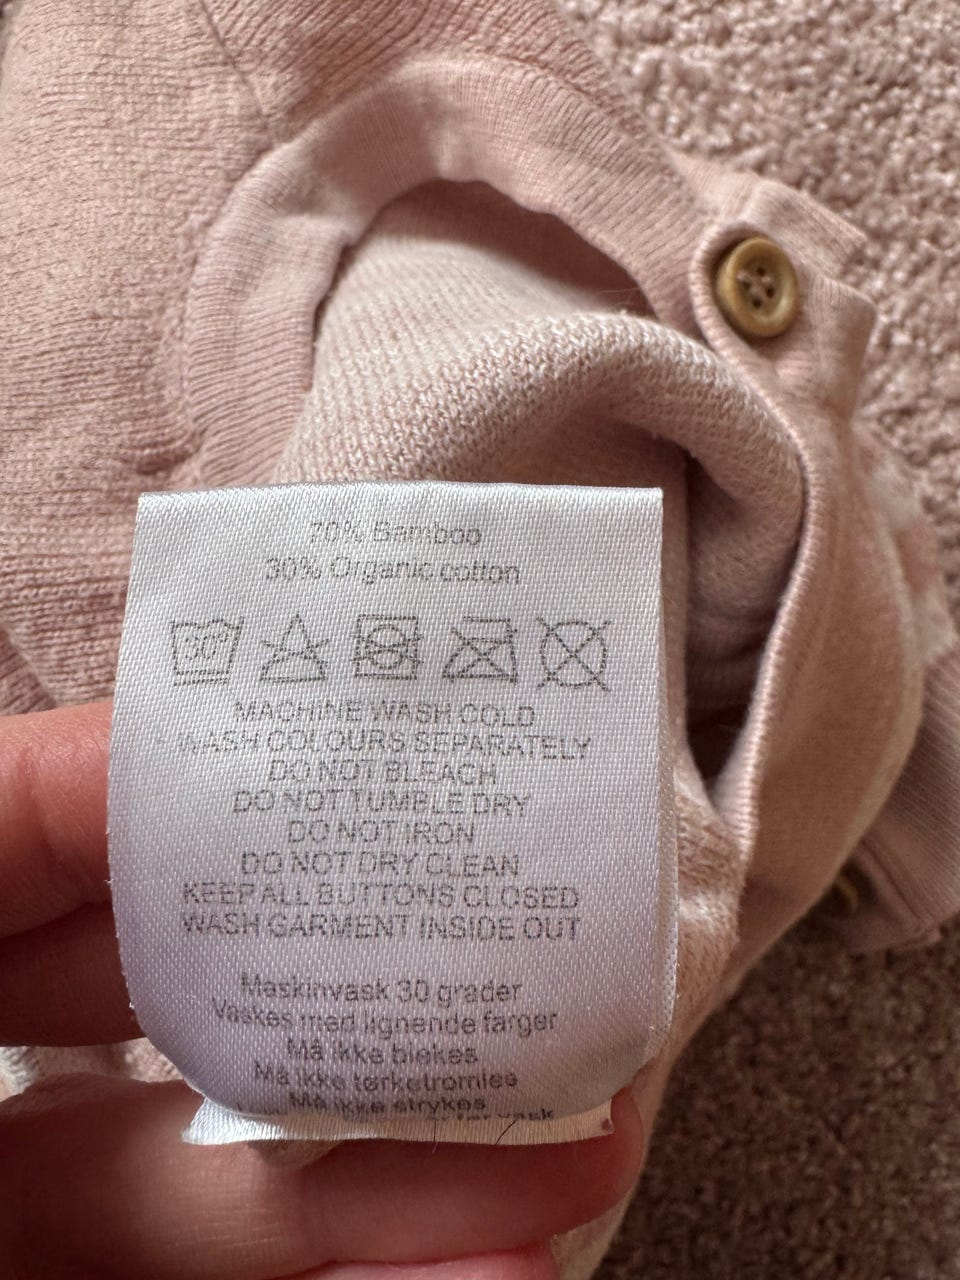 70% Bamboo
30% Organic cotton
30°
MACHINE WASH COLD
WASH COLOURS SEPARATELY
DO NOT BLEACH
DO NOT TUMBLE DRY
DO NOT IRON
DO NOT DRY CLEAN
KEEP ALL BUTTONS CLOSED
WASH GARMENT INSIDE OUT
Maskinvask 30 grader
Vaskes med lignende farger
Må ikke blekes
Må ikke tørketromles
Må ikke strykes